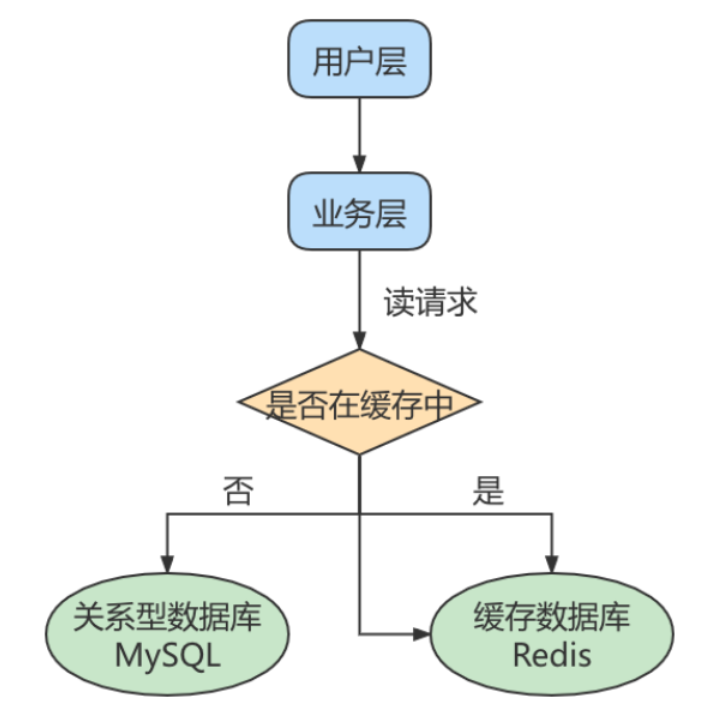 用户层
业务层
读请求
是否在缓存中
否
是
关系型数据库
MySQL
缓存数据库
Redis